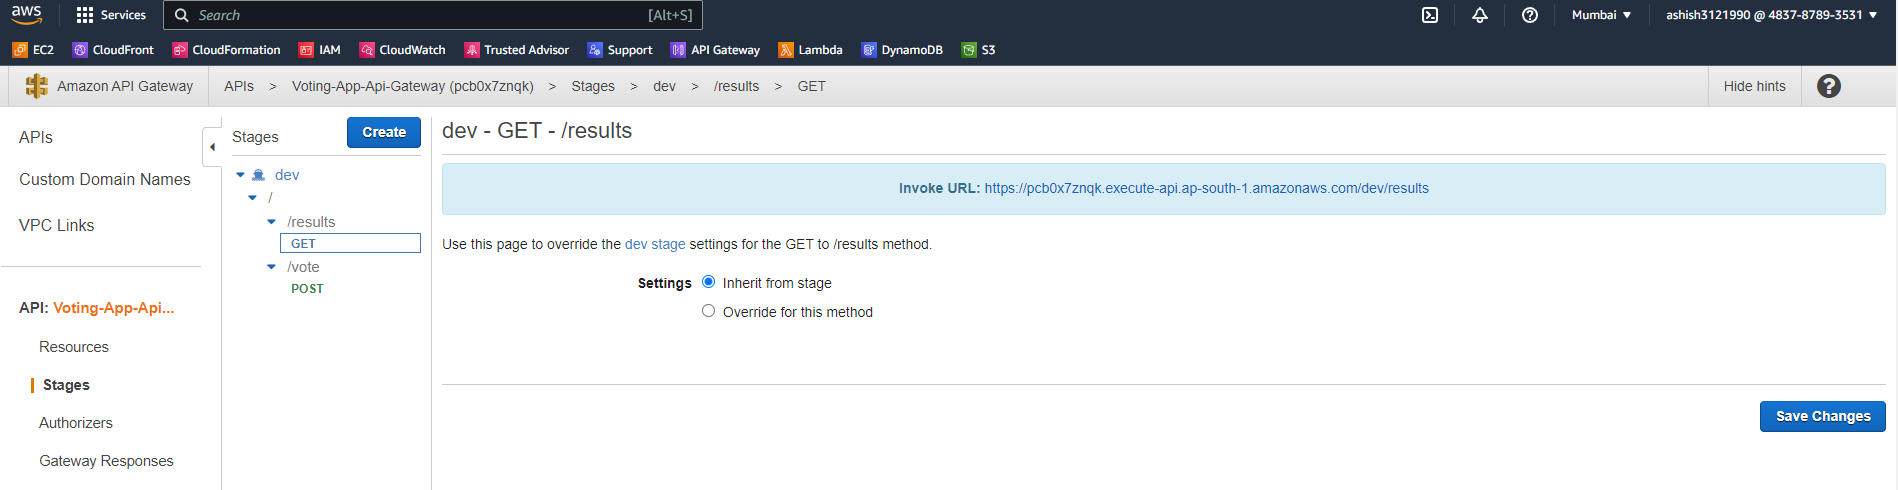 aws Services Search [Alt+S] Mumbai ashish3121990 @ 4837-8789-3531
EC2 CloudFront CloudFormation IAM CloudWatch Trusted Advisor Support API Gateway Lambda DynamoDB S3
Amazon API Gateway APIs > Voting-App-Api-Gateway (pcb0x7znqk) > Stages > dev > /results > GET Hide hints ?
APIs
Custom Domain Names
VPC Links
API: Voting-App-Api...
Resources
Stages
Authorizers
Gateway Responses
Stages Create
dev
/
/results
GET
/vote
POST
dev - GET - /results
Invoke URL: https://pcb0x7znqk.execute-api.ap-south-1.amazonaws.com/dev/results
Use this page to override the dev stage settings for the GET to /results method.
Settings Inherit from stage
Override for this method
Save Changes